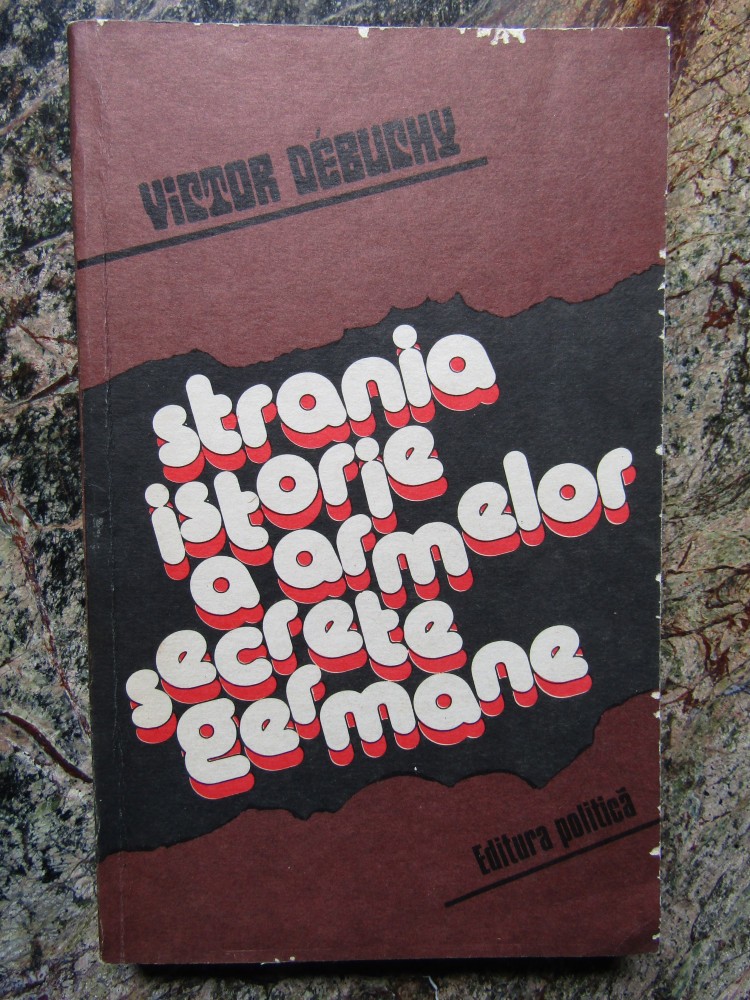 VICTOR DÉBUCHY
strania
istorie
a armelor
secrete
germane
Editura politică